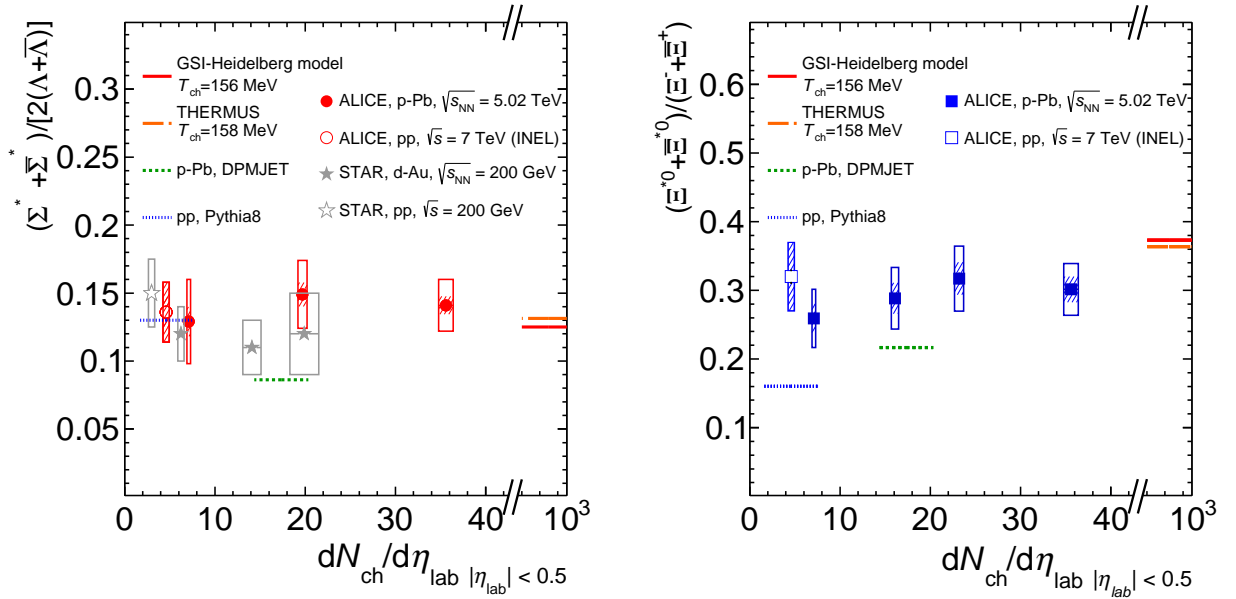 (Σ* + Σ̅*)/[2(Λ+Λ̅)]
0.3
0.25
0.2
0.15
0.1
0.05
GSI-Heidelberg model
T_ch=156 MeV
THERMUS
T_ch=158 MeV
p-Pb, DPMJET
pp, Pythia8
ALICE, p-Pb, √s_NN = 5.02 TeV
ALICE, pp, √s = 7 TeV (INEL)
STAR, d-Au, √s_NN = 200 GeV
STAR, pp, √s = 200 GeV
0 10 20 30 40 10³
dN_ch/dη_lab |η_lab| < 0.5
(Ξ*⁰+Ξ̅*⁰)/(Ξ⁻+Ξ̅⁺)
0.6
0.5
0.4
0.3
0.2
0.1
GSI-Heidelberg model
T_ch=156 MeV
THERMUS
T_ch=158 MeV
p-Pb, DPMJET
pp, Pythia8
ALICE, p-Pb, √s_NN = 5.02 TeV
ALICE, pp, √s = 7 TeV (INEL)
0 10 20 30 40 10³
dN_ch/dη_lab |η_lab| < 0.5